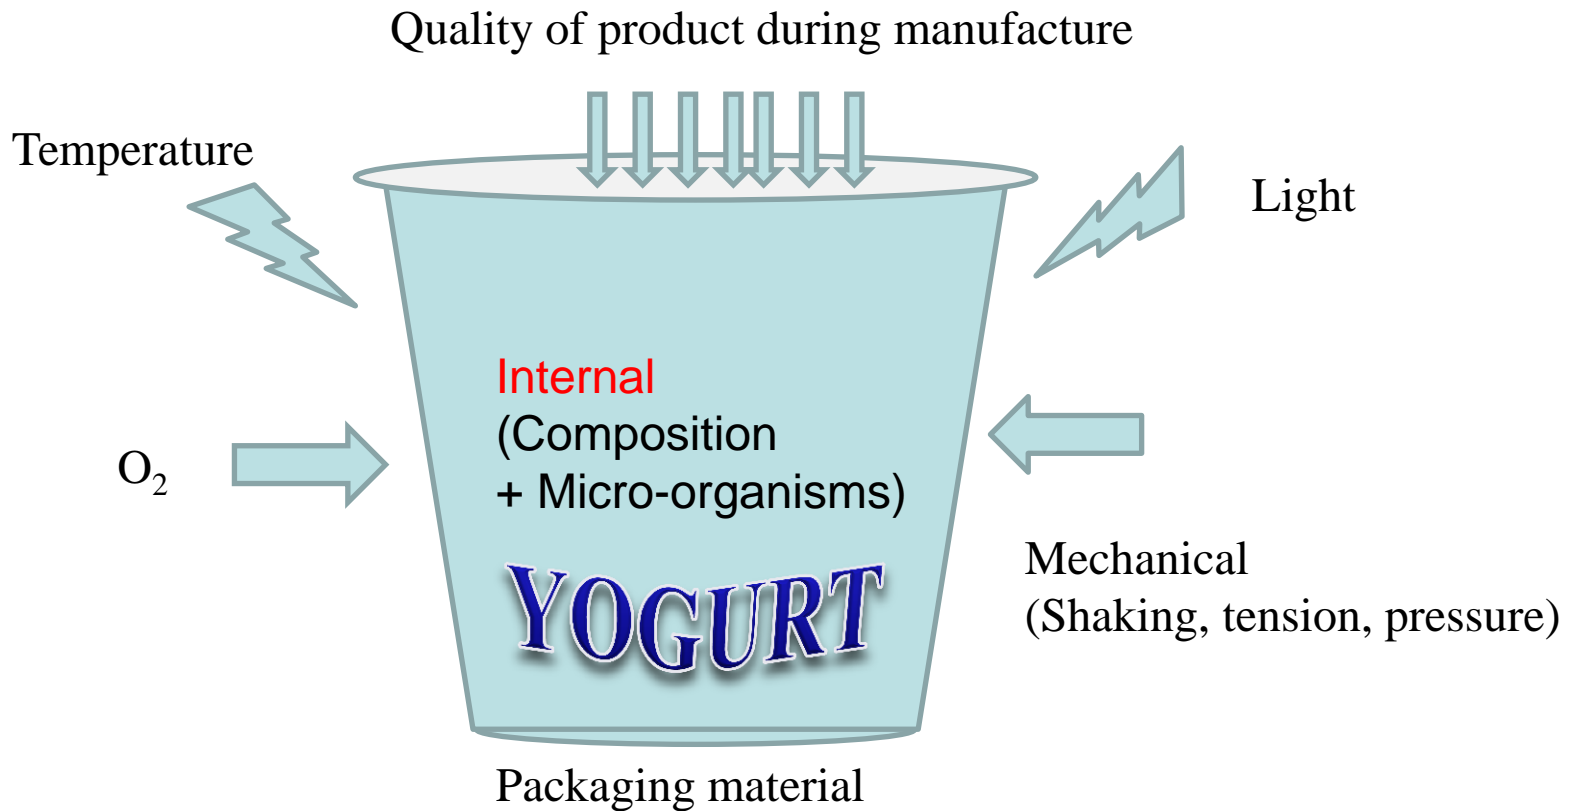 Quality of product during manufacture
Temperature
Light
Internal
(Composition
+ Micro-organisms)
O₂
Mechanical
(Shaking, tension, pressure)
YOGURT
Packaging material